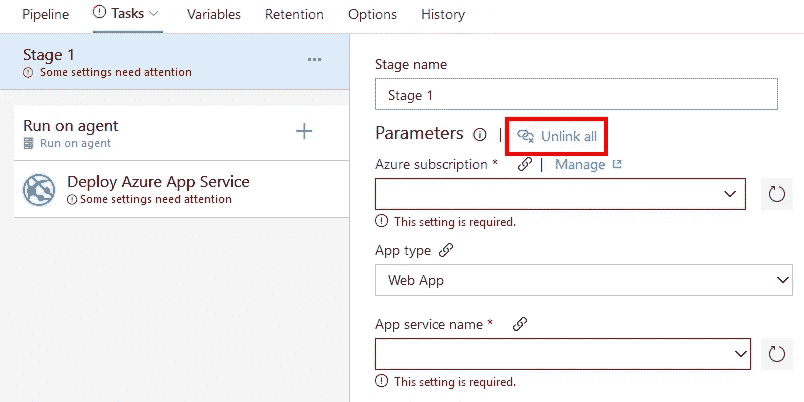 Pipeline Tasks Variables Retention Options History
Stage 1
Some settings need attention
Run on agent
Run on agent
Deploy Azure App Service
Some settings need attention
Stage name
Stage 1
Parameters | Unlink all
Azure subscription * | Manage
This setting is required.
App type
Web App
App service name *
This setting is required.